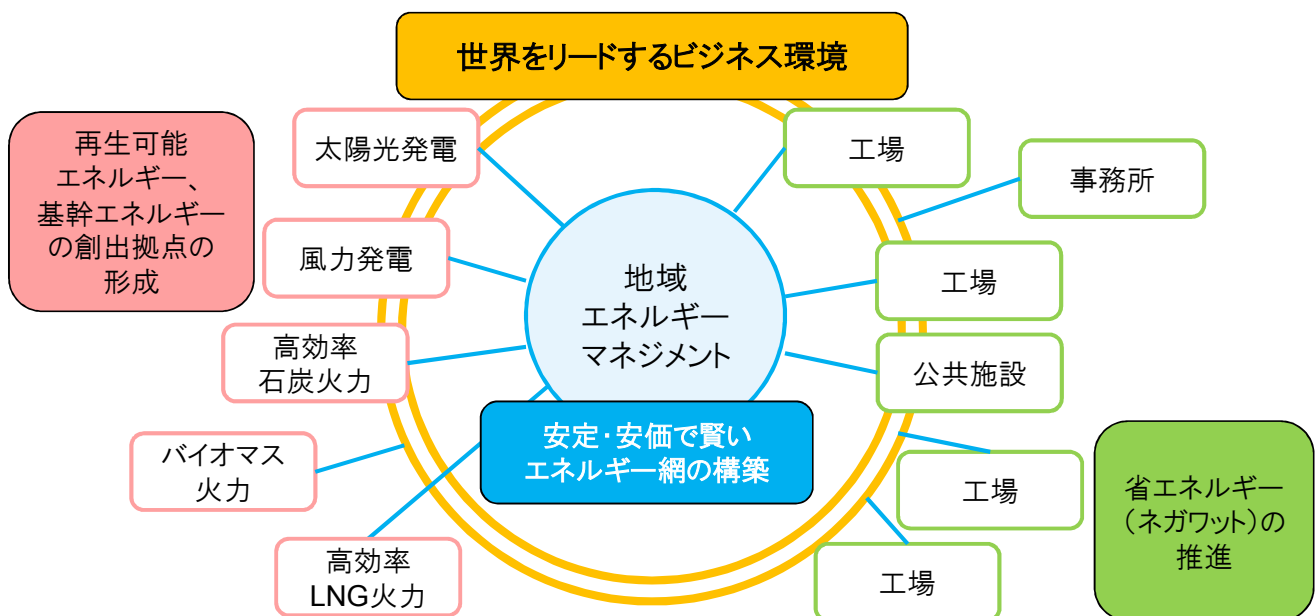 世界をリードするビジネス環境
再生可能
エネルギー、
基幹エネルギー
の創出拠点の
形成
太陽光発電
風力発電
高効率
石炭火力
バイオマス
火力
高効率
LNG火力
地域
エネルギー
マネジメント
安定・安価で賢い
エネルギー網の構築
工場
事務所
工場
公共施設
工場
工場
省エネルギー
（ネガワット）の
推進